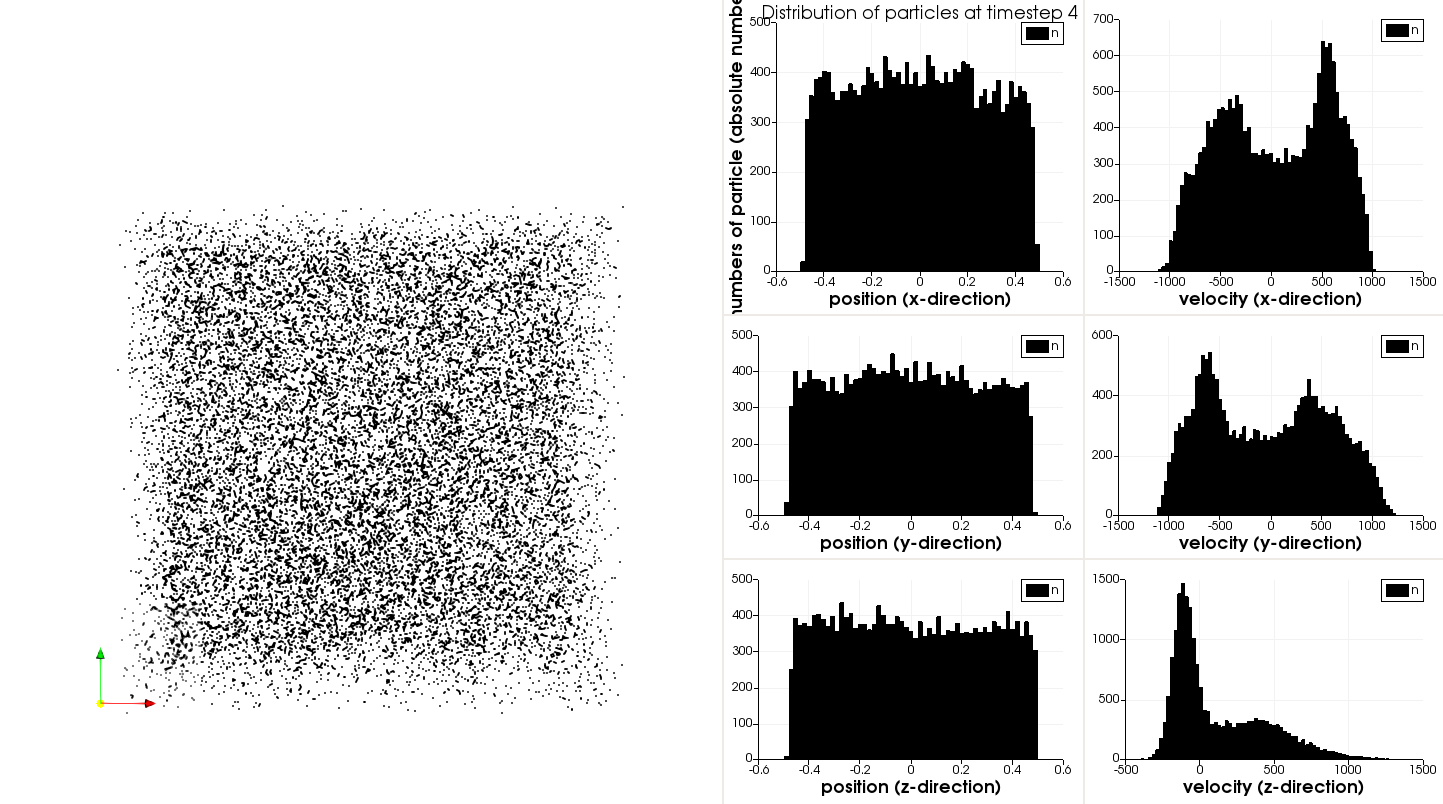 Distribution of particles at timestep 4
numbers of particle (absolute numbe
500
400
300
200
100
0
n
-0.6 -0.4 -0.2 0 0.2 0.4 0.6
position (x-direction)
700
600
500
400
300
200
100
0
n
-1500 -1000 -500 0 500 1000 1500
velocity (x-direction)
500
400
300
200
100
0
n
-0.6 -0.4 -0.2 0 0.2 0.4 0.6
position (y-direction)
600
400
200
0
n
-1500 -1000 -500 0 500 1000 1500
velocity (y-direction)
500
400
300
200
100
0
n
-0.6 -0.4 -0.2 0 0.2 0.4 0.6
position (z-direction)
1500
1000
500
0
n
-500 0 500 1000 1500
velocity (z-direction)